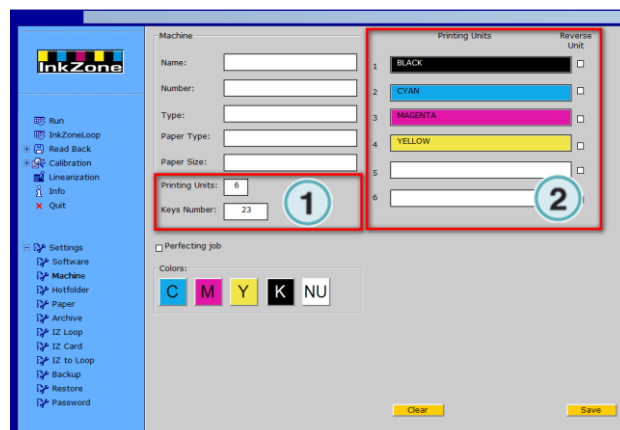 InkZone
Run
InkZoneLoop
Read Back
Calibration
Linearization
Info
Quit
Settings
Software
Machine
Hotfolder
Paper
Archive
IZ Loop
IZ Card
IZ to Loop
Backup
Restore
Password
Machine
Name:
Number:
Type:
Paper Type:
Paper Size:
Printing Units: 6
Keys Number: 23
1
Perfecting job
Colors:
C M Y K NU
Printing Units
Reverse
Unit
1 BLACK
2 CYAN
3 MAGENTA
4 YELLOW
5
6
2
Clear
Save